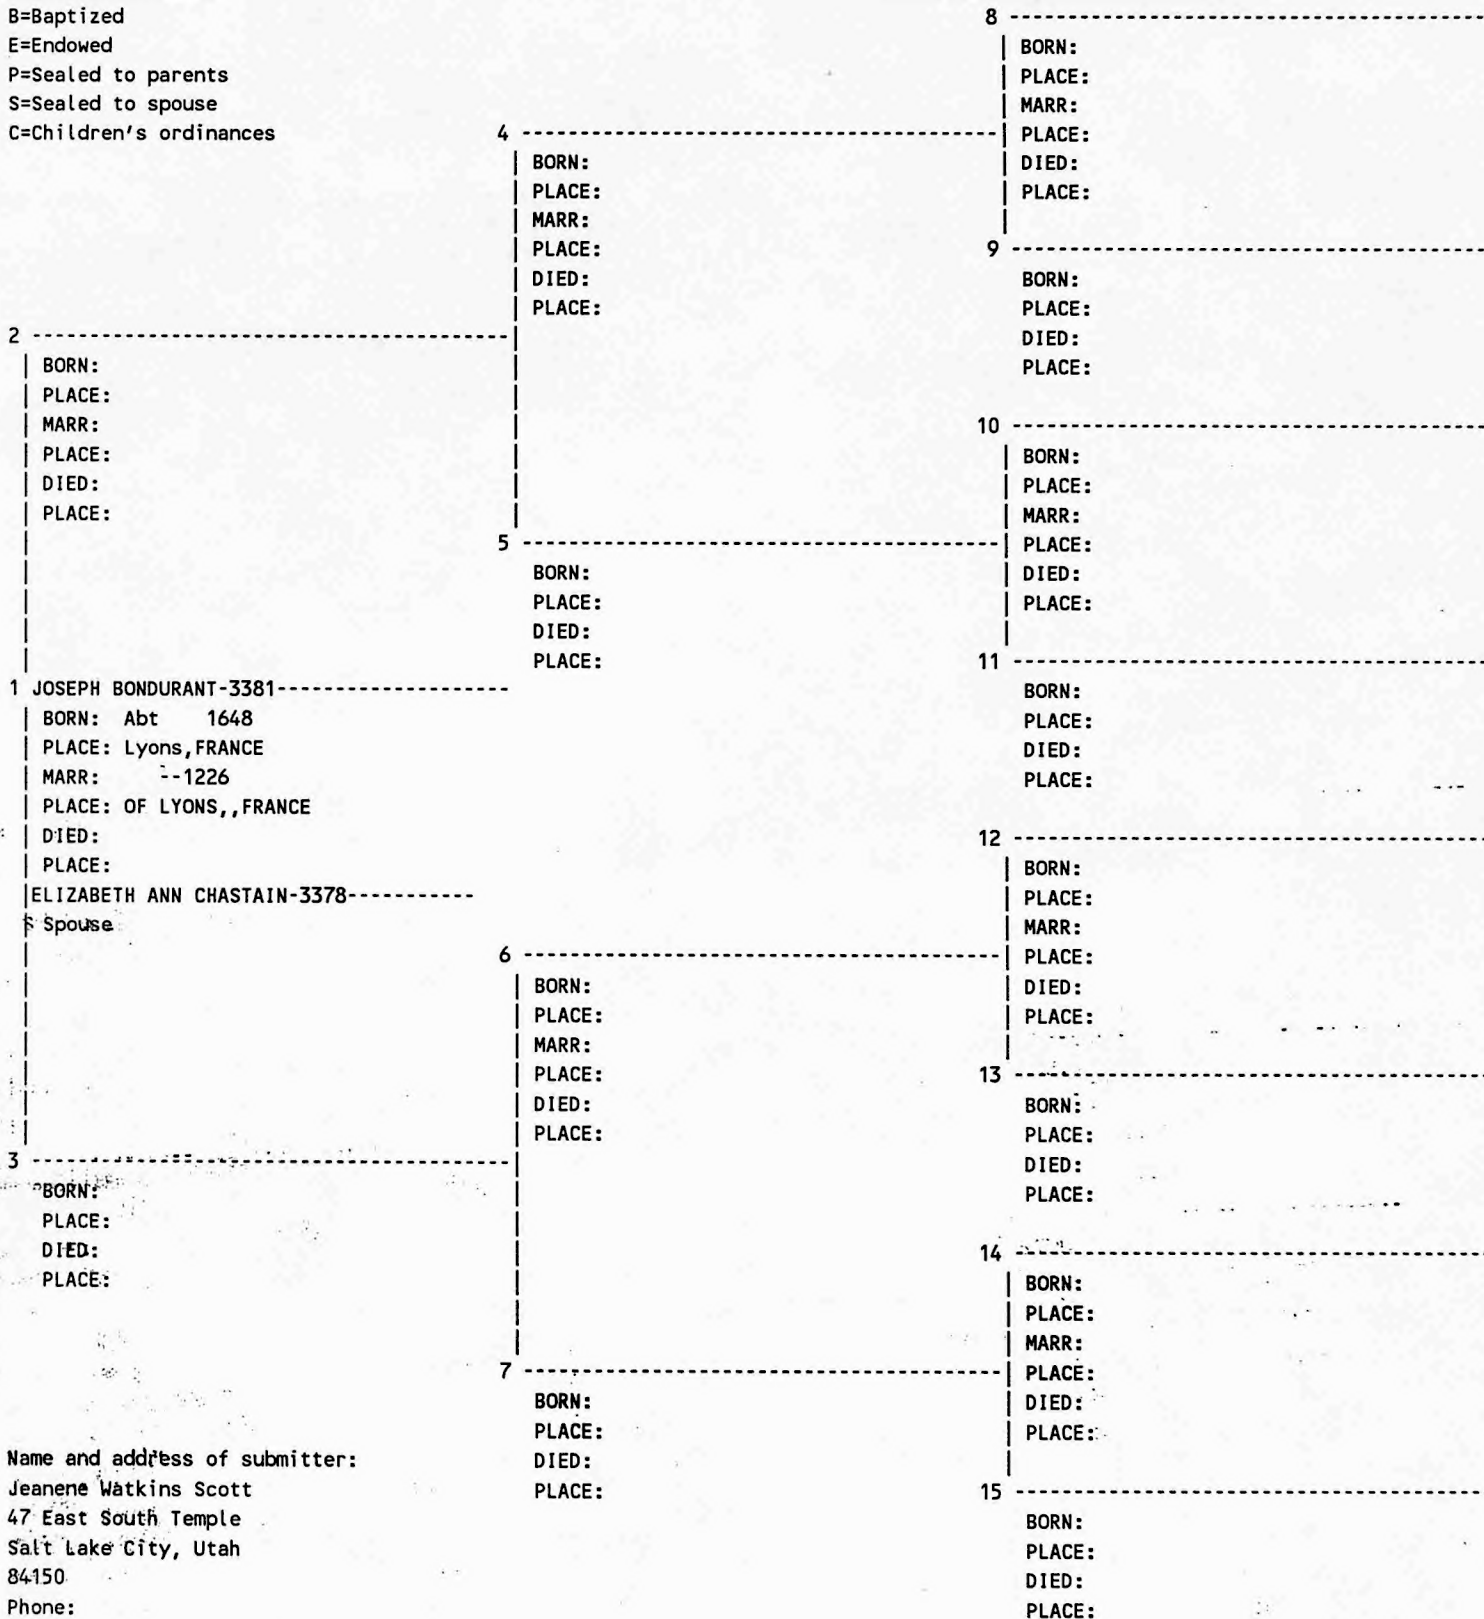 B=Baptized
E=Endowed
P=Sealed to parents
S=Sealed to spouse
C=Children's ordinances
8
BORN:
PLACE:
MARR:
PLACE:
DIED:
PLACE:
4
BORN:
PLACE:
MARR:
PLACE:
DIED:
PLACE:
9
BORN:
PLACE:
DIED:
PLACE:
2
BORN:
PLACE:
MARR:
PLACE:
DIED:
PLACE:
10
BORN:
PLACE:
MARR:
PLACE:
DIED:
PLACE:
5
BORN:
PLACE:
DIED:
PLACE:
11
BORN:
PLACE:
DIED:
PLACE:
1 JOSEPH BONDURANT-3381
BORN: Abt 1648
PLACE: Lyons,FRANCE
MARR: --1226
PLACE: OF LYONS,,FRANCE
DIED:
PLACE:
ELIZABETH ANN CHASTAIN-3378
S Spouse
12
BORN:
PLACE:
MARR:
PLACE:
DIED:
PLACE:
6
BORN:
PLACE:
MARR:
PLACE:
DIED:
PLACE:
13
BORN:
PLACE:
DIED:
PLACE:
3
BORN:
PLACE:
DIED:
PLACE:
14
BORN:
PLACE:
MARR:
PLACE:
DIED:
PLACE:
7
BORN:
PLACE:
DIED:
PLACE:
15
BORN:
PLACE:
DIED:
PLACE:
Name and address of submitter:
Jeanene Watkins Scott
47 East South Temple
Salt Lake City, Utah
84150
Phone: